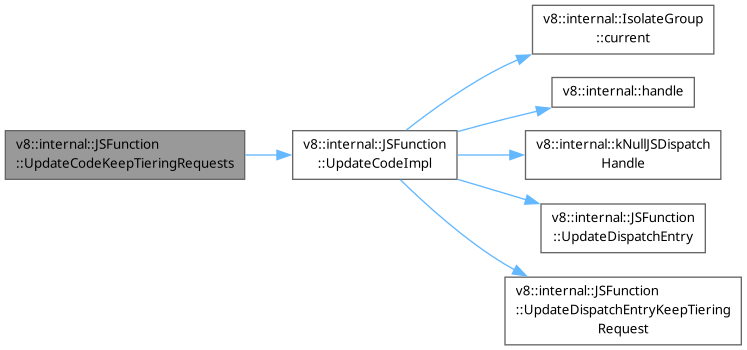 v8::internal::JSFunction
::UpdateCodeKeepTieringRequests
v8::internal::JSFunction
::UpdateCodeImpl
v8::internal::IsolateGroup
::current
v8::internal::handle
v8::internal::kNullJSDispatch
Handle
v8::internal::JSFunction
::UpdateDispatchEntry
v8::internal::JSFunction
::UpdateDispatchEntryKeepTiering
Request